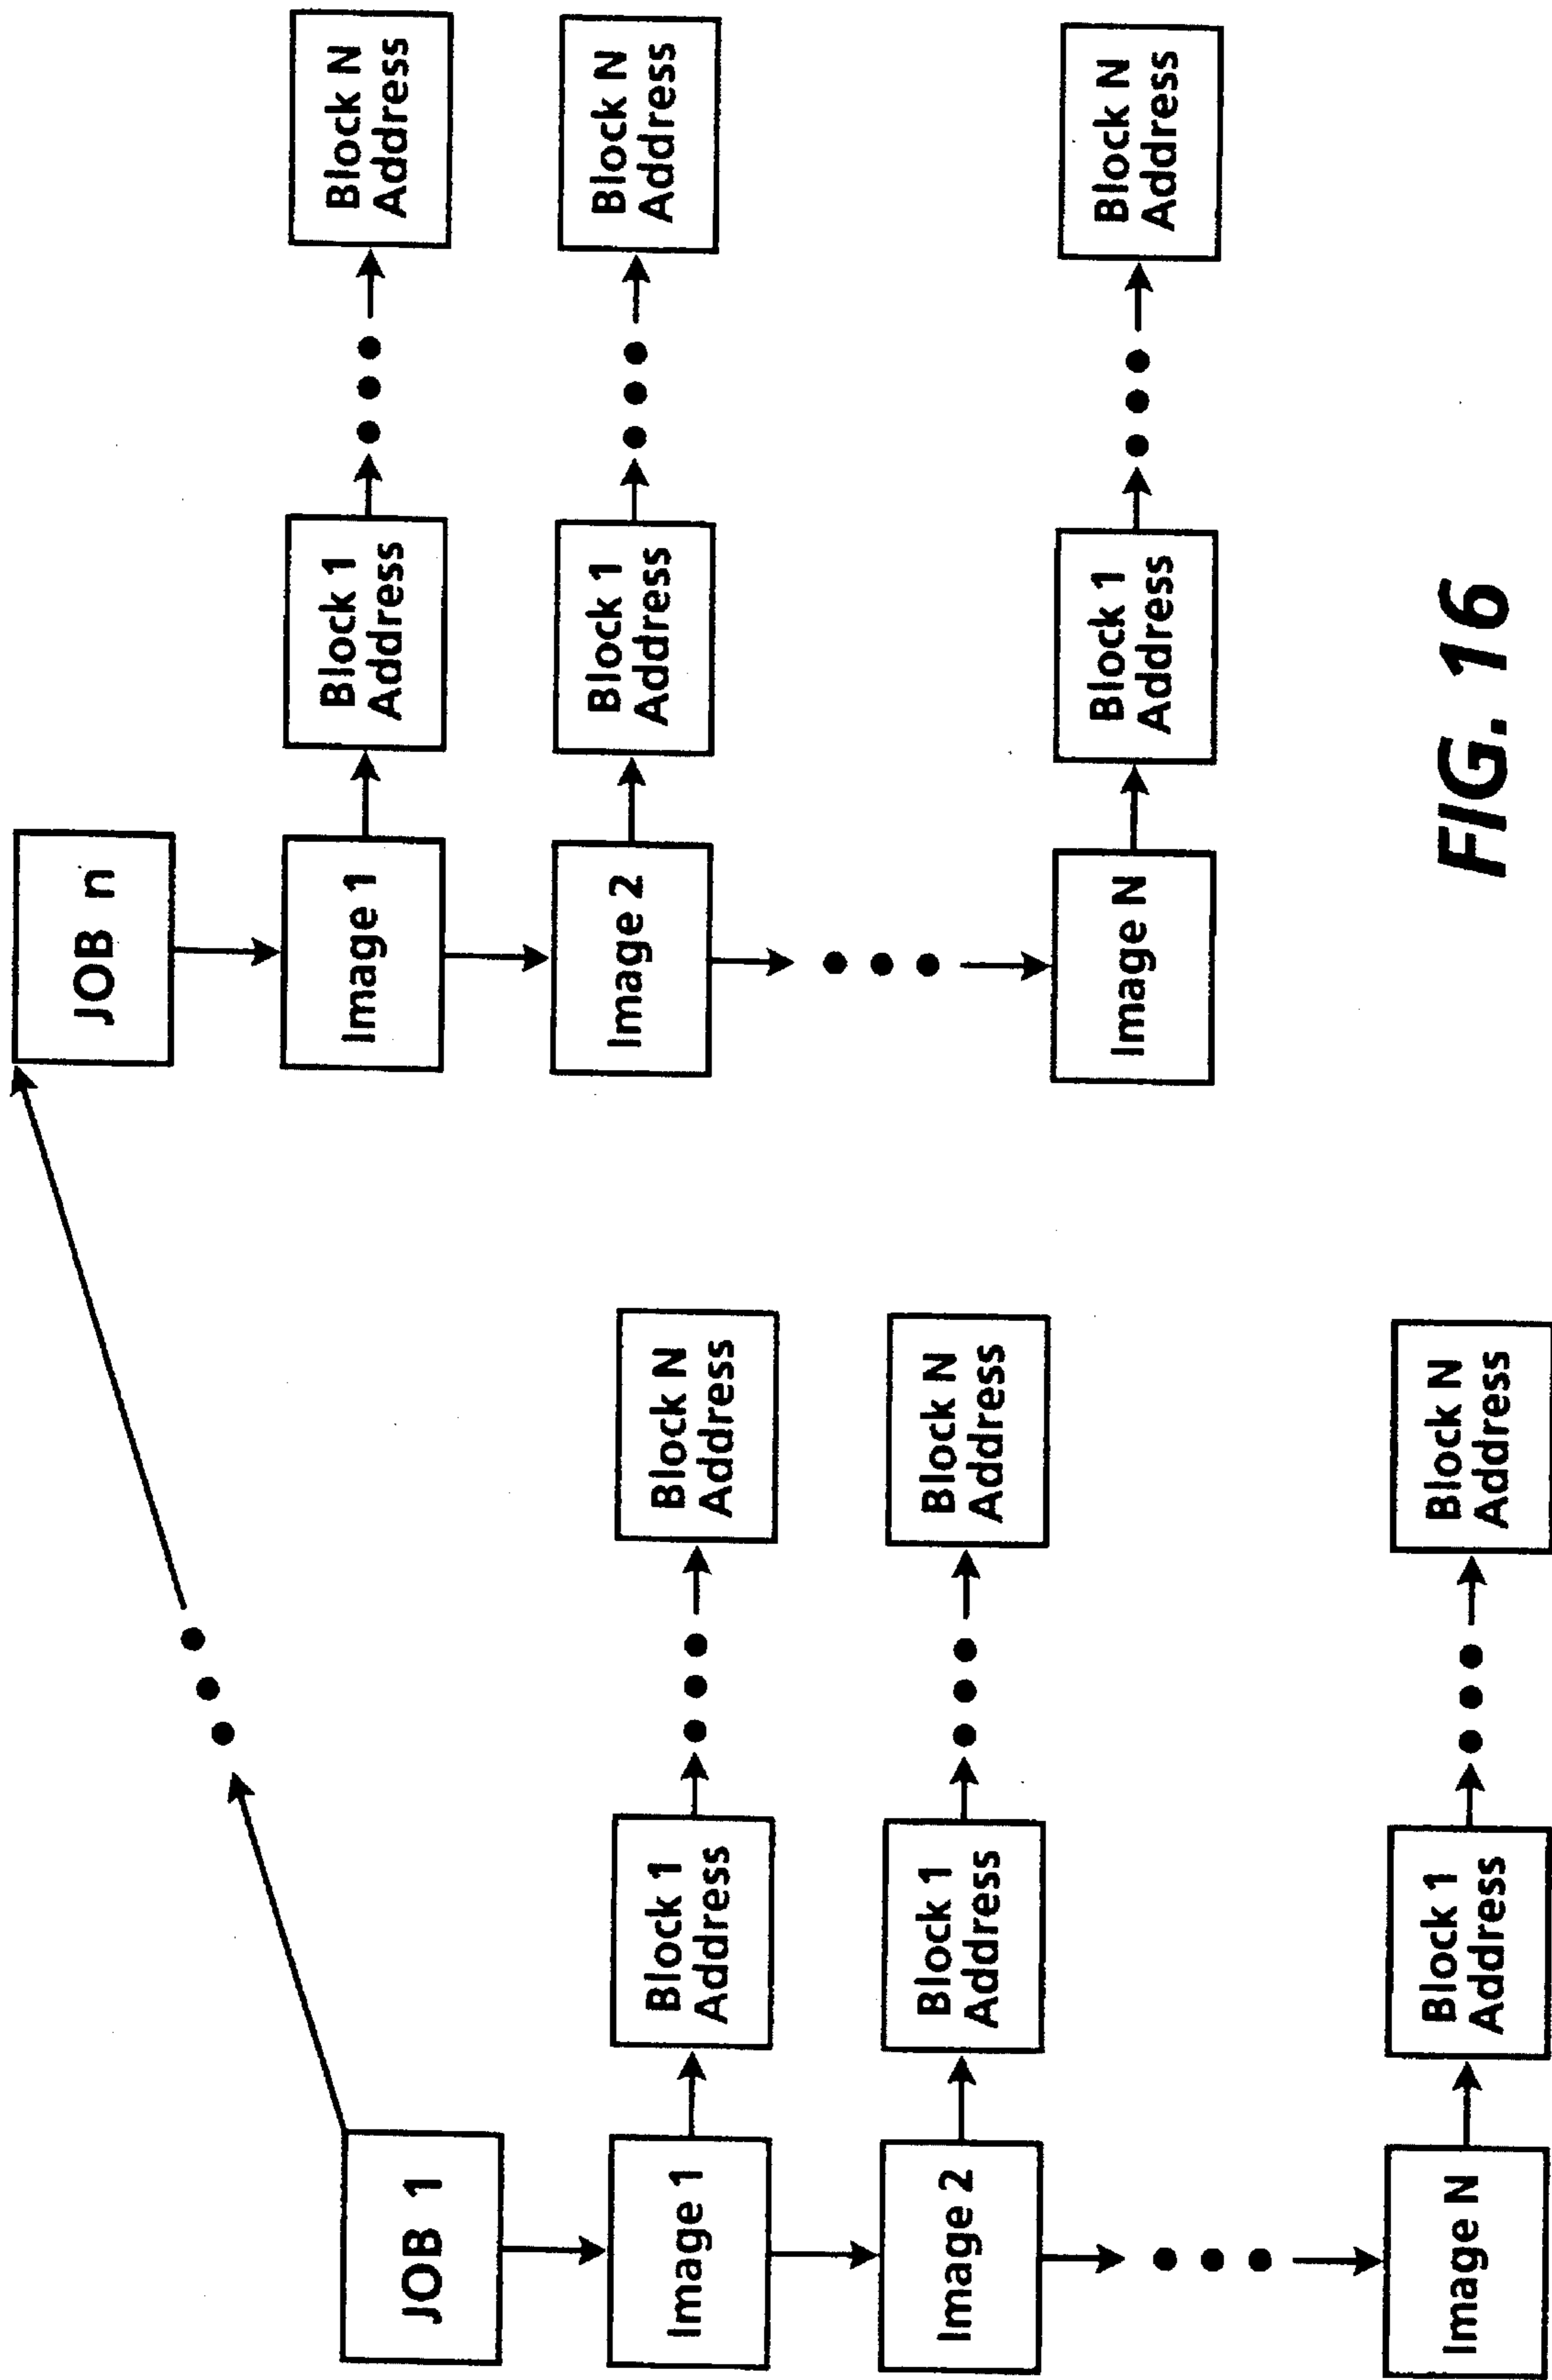 JOB 1
Image 1
Block 1
Address
Block N
Address
Image 2
Block 1
Address
Block N
Address
Image N
Block 1
Address
Block N
Address
JOB n
Image 1
Block 1
Address
Block N
Address
Image 2
Block 1
Address
Block N
Address
Image N
Block 1
Address
Block N
Address
FIG. 16